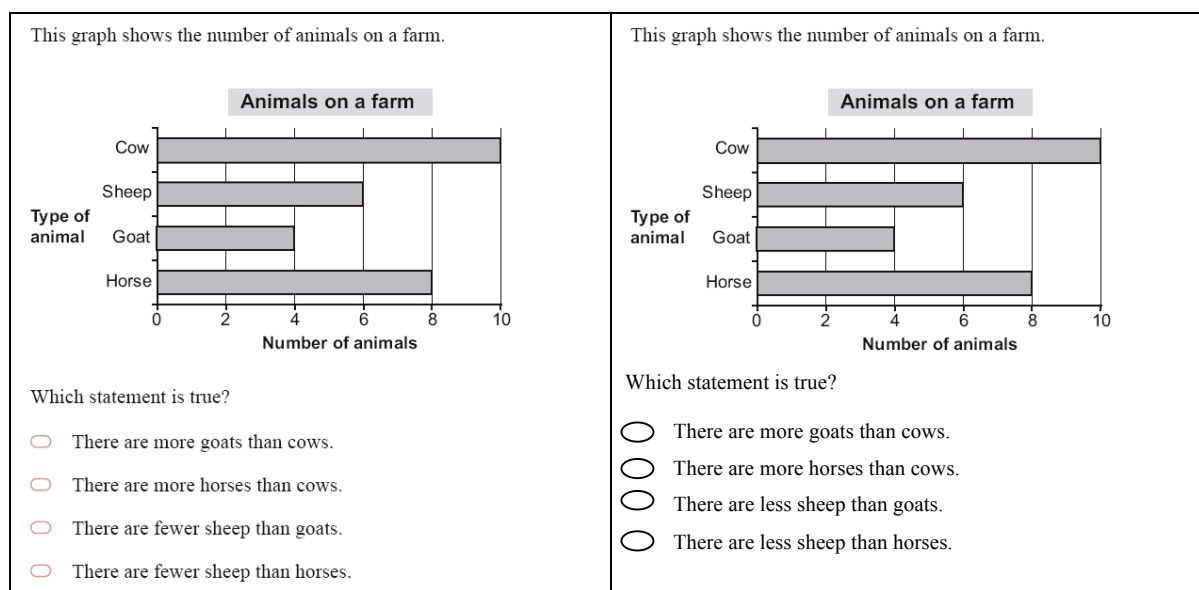 This graph shows the number of animals on a farm.
Animals on a farm
Cow
Sheep
Type of
animal
Goat
Horse
0 2 4 6 8 10
Number of animals
Which statement is true?
There are more goats than cows.
There are more horses than cows.
There are fewer sheep than goats.
There are fewer sheep than horses.
This graph shows the number of animals on a farm.
Animals on a farm
Cow
Sheep
Type of
animal
Goat
Horse
0 2 4 6 8 10
Number of animals
Which statement is true?
There are more goats than cows.
There are more horses than cows.
There are less sheep than goats.
There are less sheep than horses.